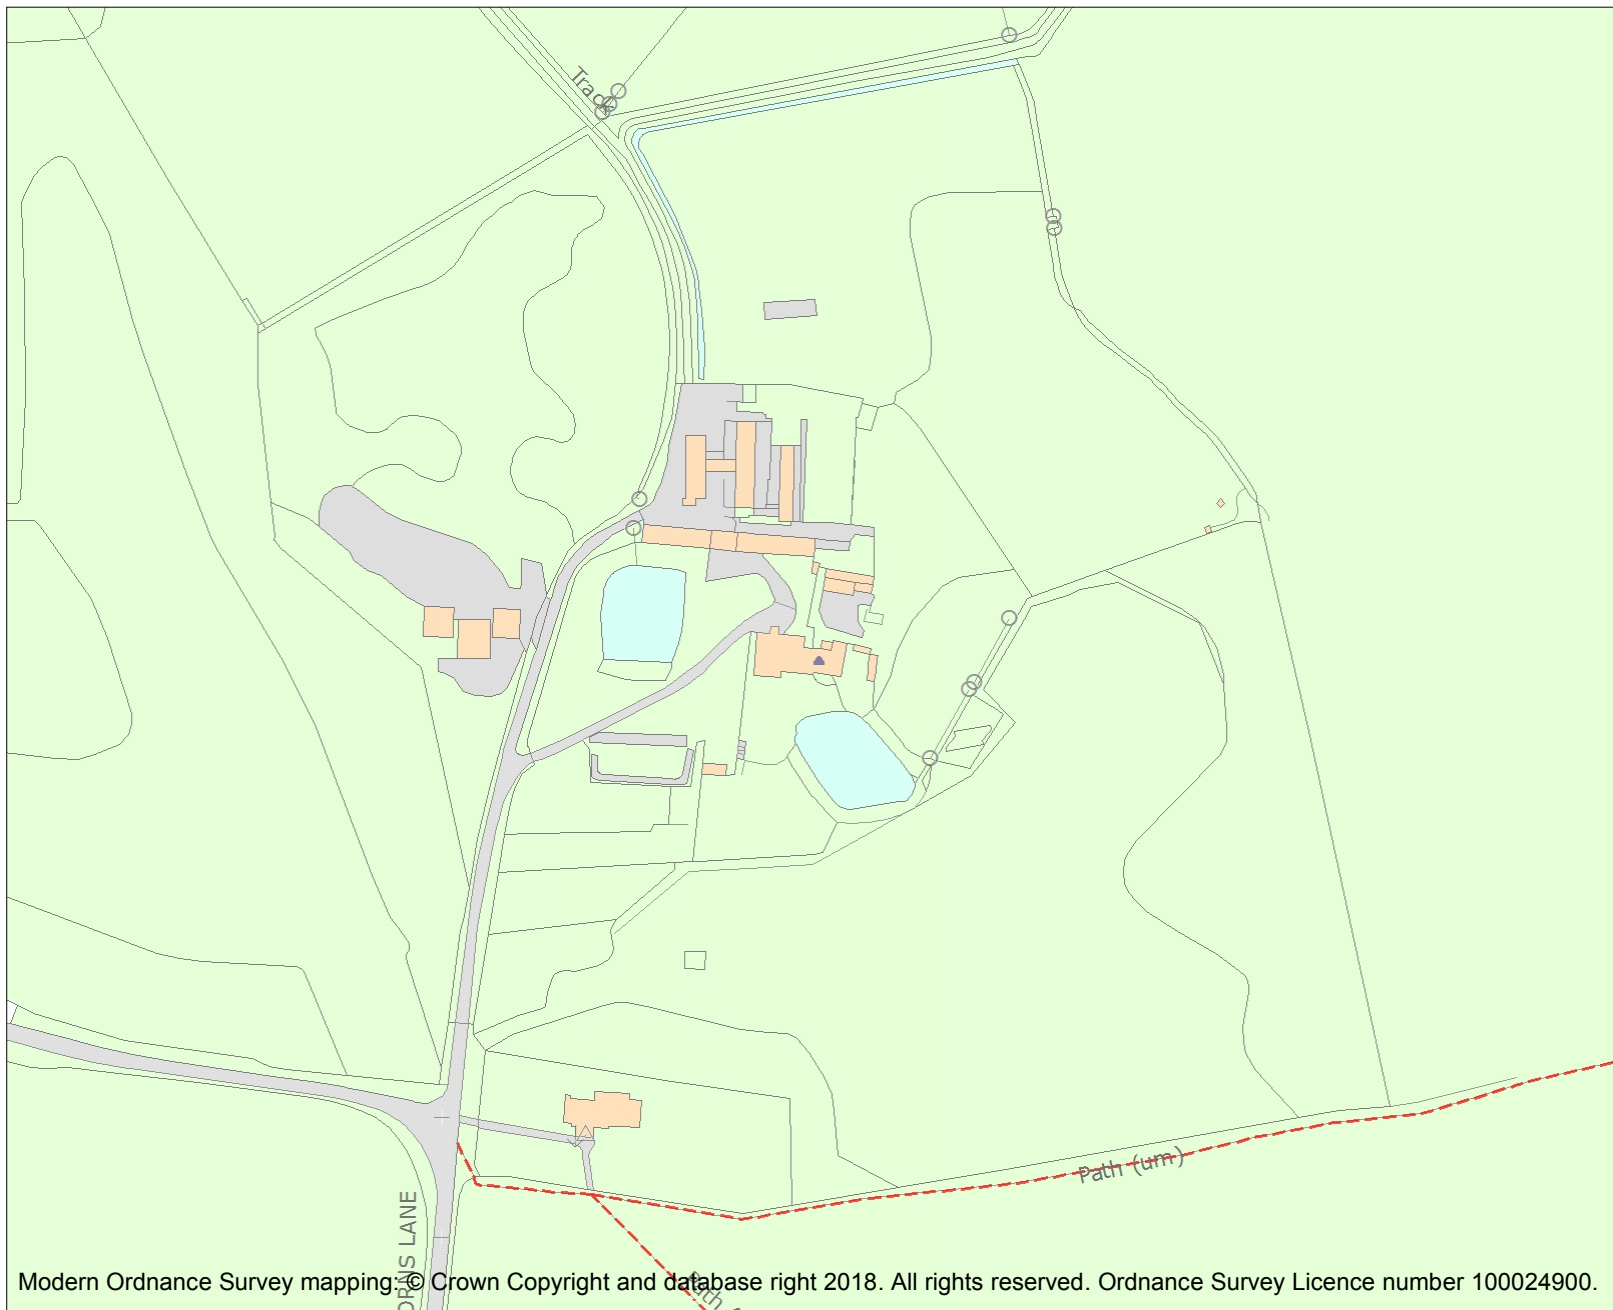 Track
Path (um)
LANE
Path
Modern Ordnance Survey mapping: © Crown Copyright and database right 2018. All rights reserved. Ordnance Survey Licence number 100024900.